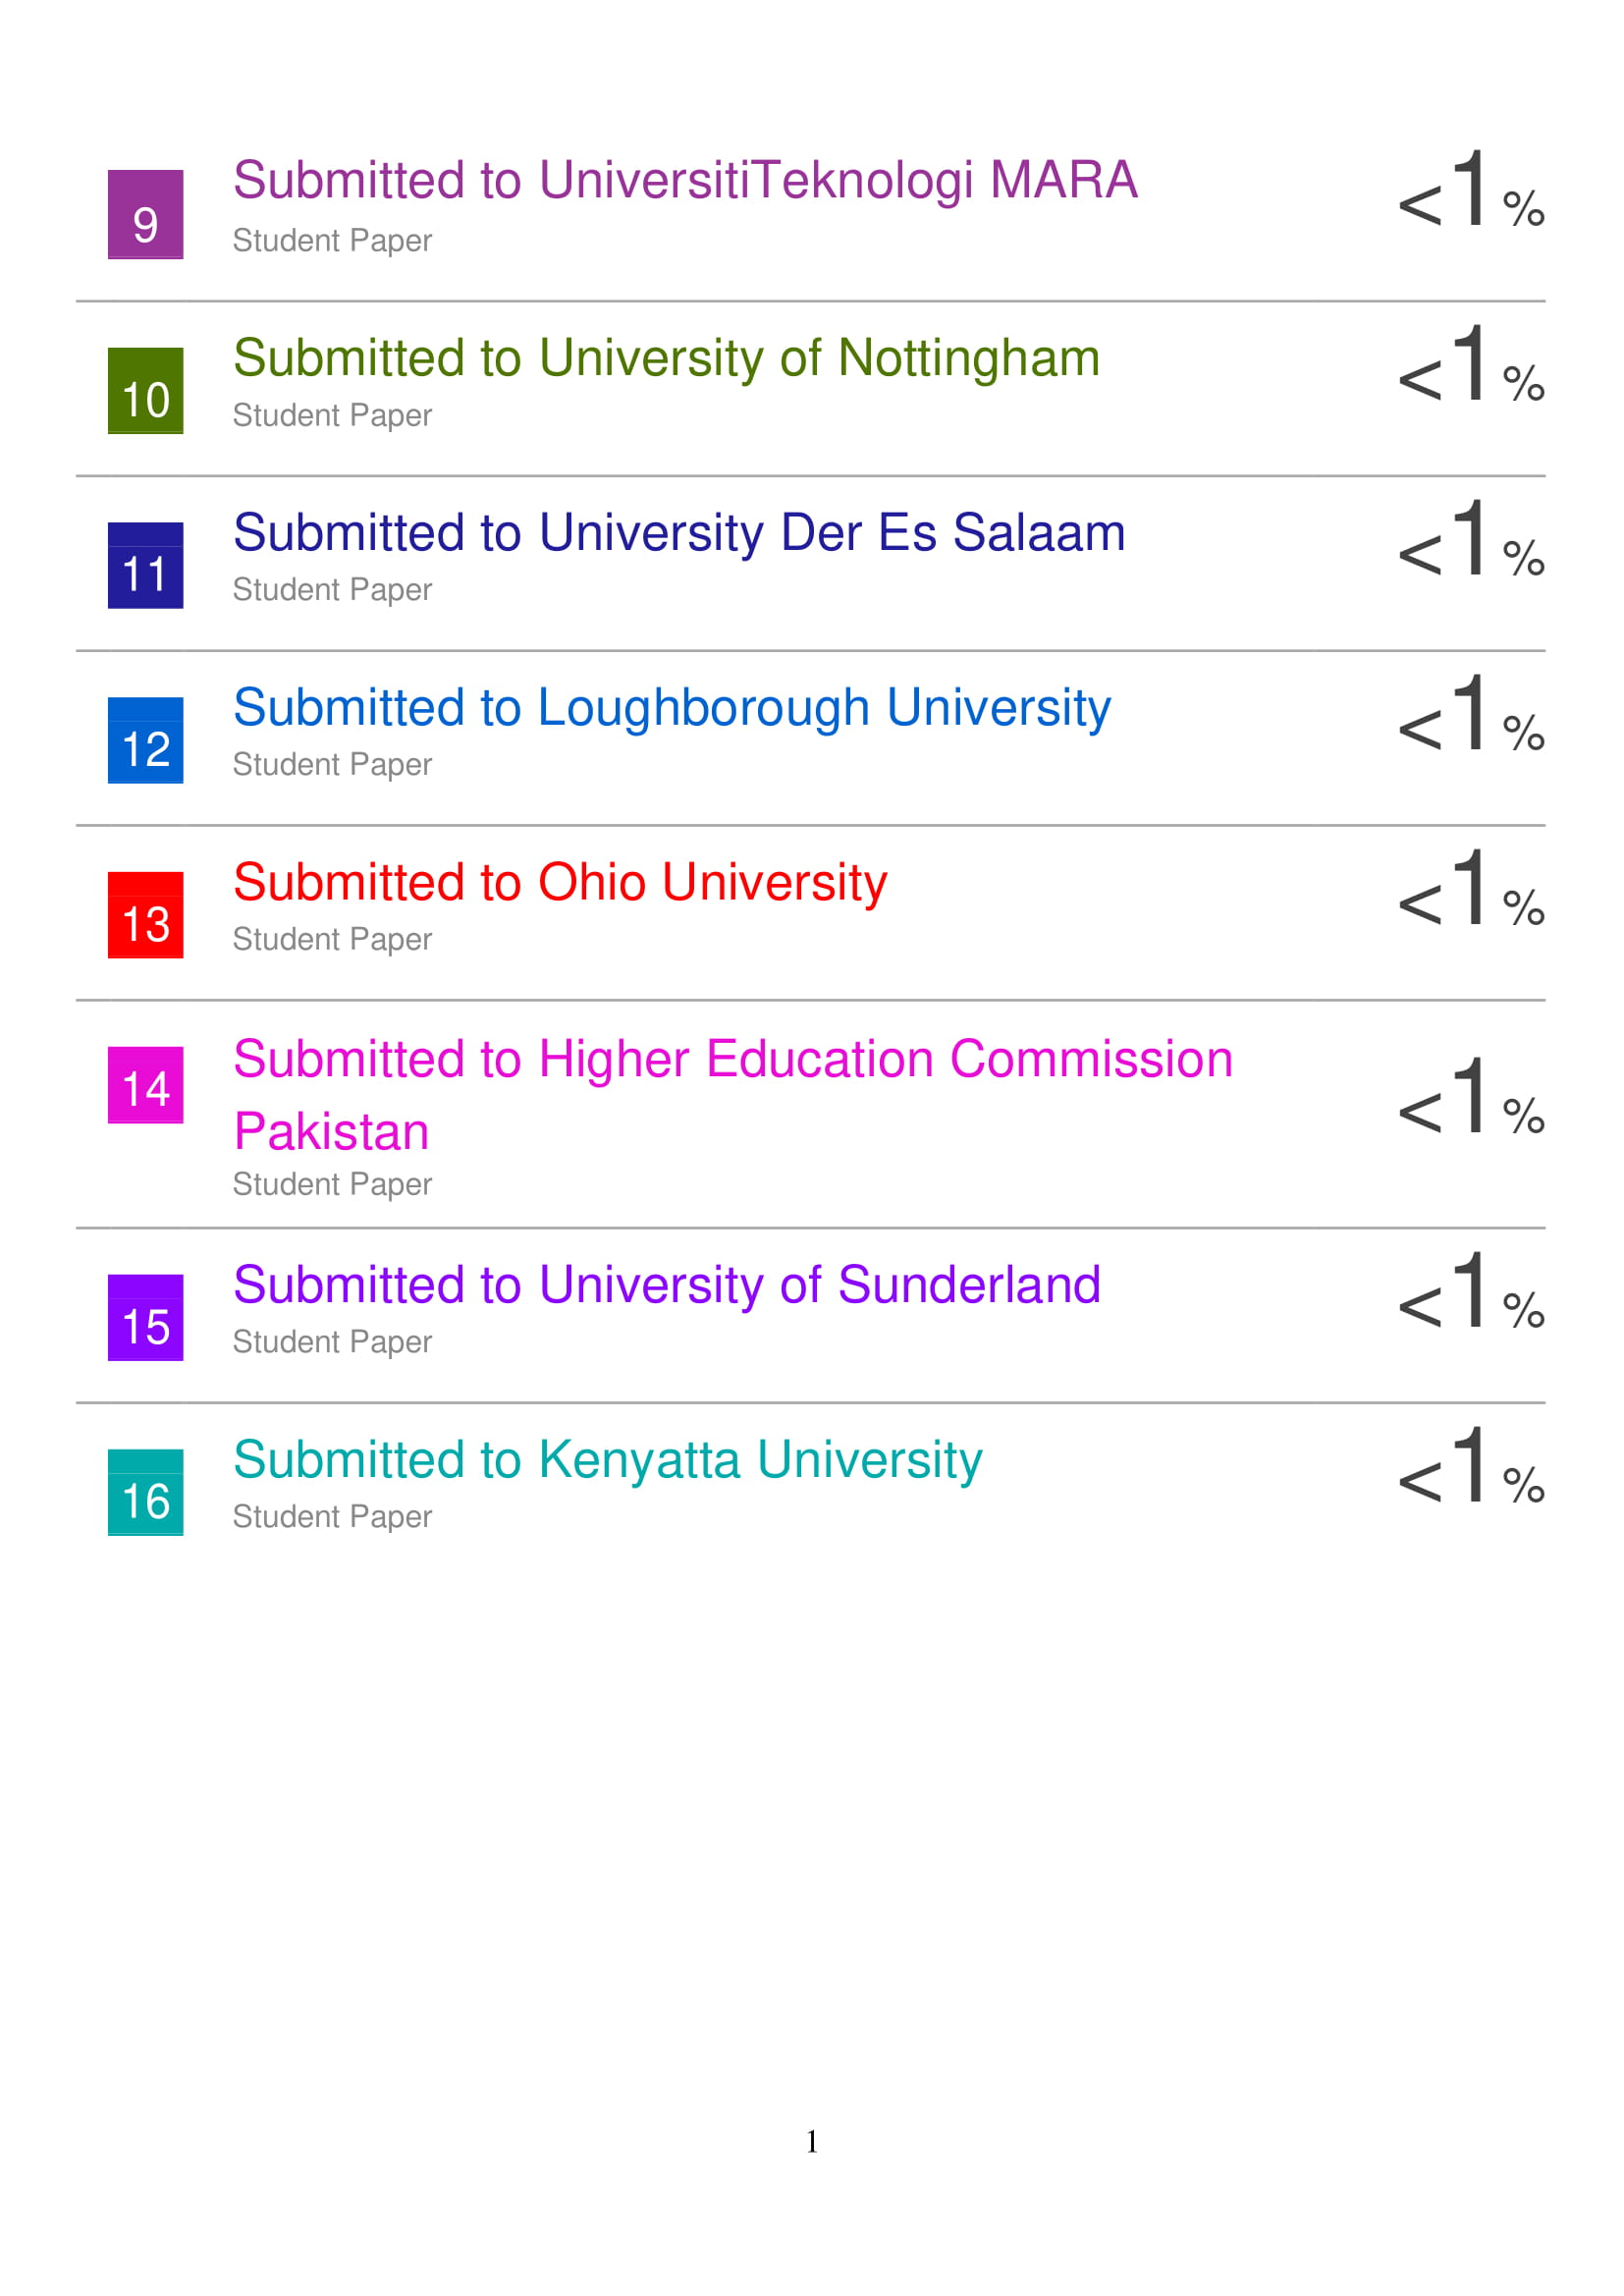 9
Submitted to UniversitiTeknologi MARA
<1%
Student Paper
10
Submitted to University of Nottingham
<1%
Student Paper
11
Submitted to University Der Es Salaam
<1%
Student Paper
12
Submitted to Loughborough University
<1%
Student Paper
13
Submitted to Ohio University
<1%
Student Paper
14
Submitted to Higher Education Commission
Pakistan
<1%
Student Paper
15
Submitted to University of Sunderland
<1%
Student Paper
16
Submitted to Kenyatta University
<1%
Student Paper
1